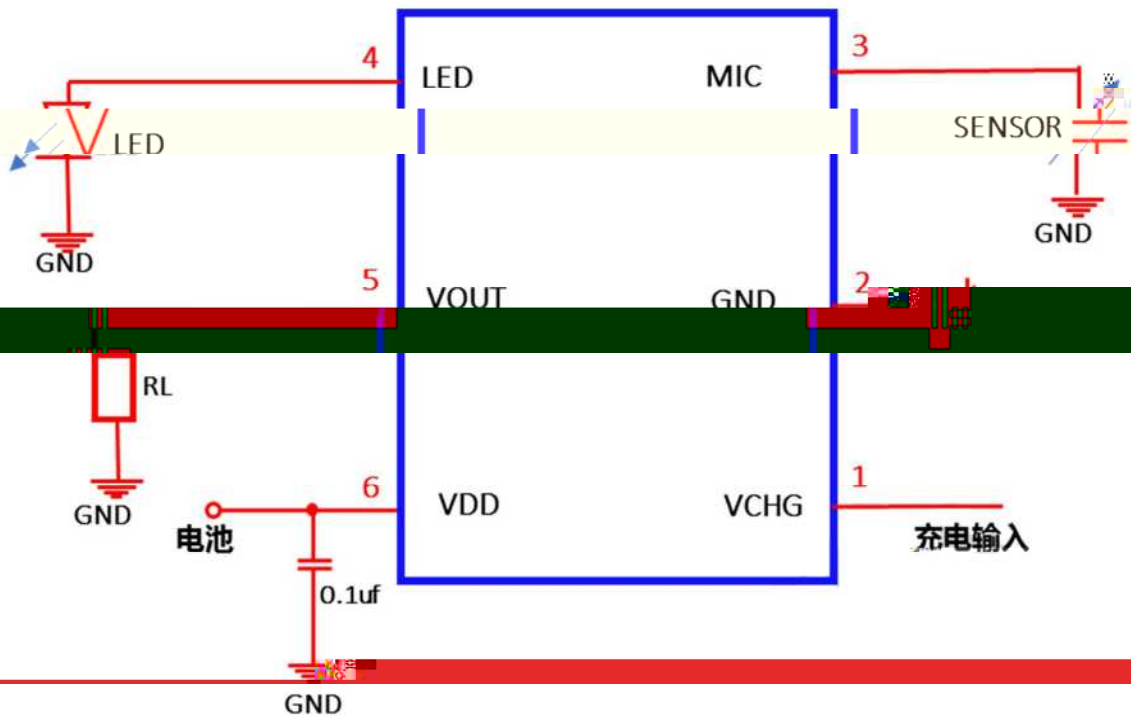 4
LED
MIC
3
LED
SENSOR
GND
GND
5
VOUT
GND
2
RL
GND
6
VDD
VCHG
1
电池
充电输入
0.1uf
GND